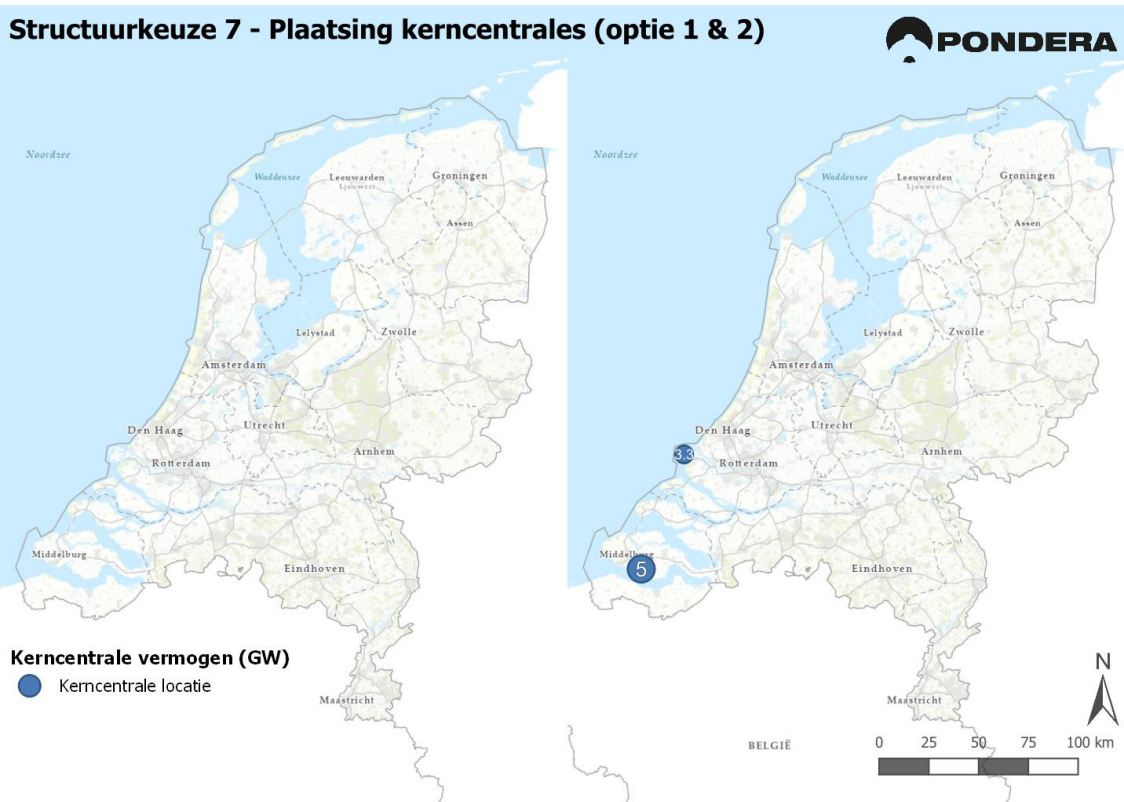 Structuurkeuze 7 - Plaatsing kerncentrales (optie 1 & 2)
PONDERA
Noordzee
Waddenzee
Leeuwarden
Ljouwert
Groningen
Assen
Lelystad
Zwolle
Amsterdam
Den Haag
Utrecht
Rotterdam
Arnhem
Middelburg
Eindhoven
Maastricht
Kerncentrale vermogen (GW)
Kerncentrale locatie
Noordzee
Waddenzee
Leeuwarden
Ljouwert
Groningen
Assen
Lelystad
Zwolle
Amsterdam
Den Haag
Utrecht
3.3
Rotterdam
Arnhem
Middelburg
5
Eindhoven
Maastricht
BELGIË
N
0 25 50 75 100 km